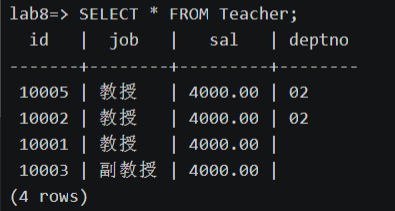 lab8=> SELECT * FROM Teacher;
id | job | sal | deptno
-------+--------+---------+--------
10005 | 教授 | 4000.00 | 02
10002 | 教授 | 4000.00 | 02
10001 | 教授 | 4000.00 |
10003 | 副教授 | 4000.00 |
(4 rows)